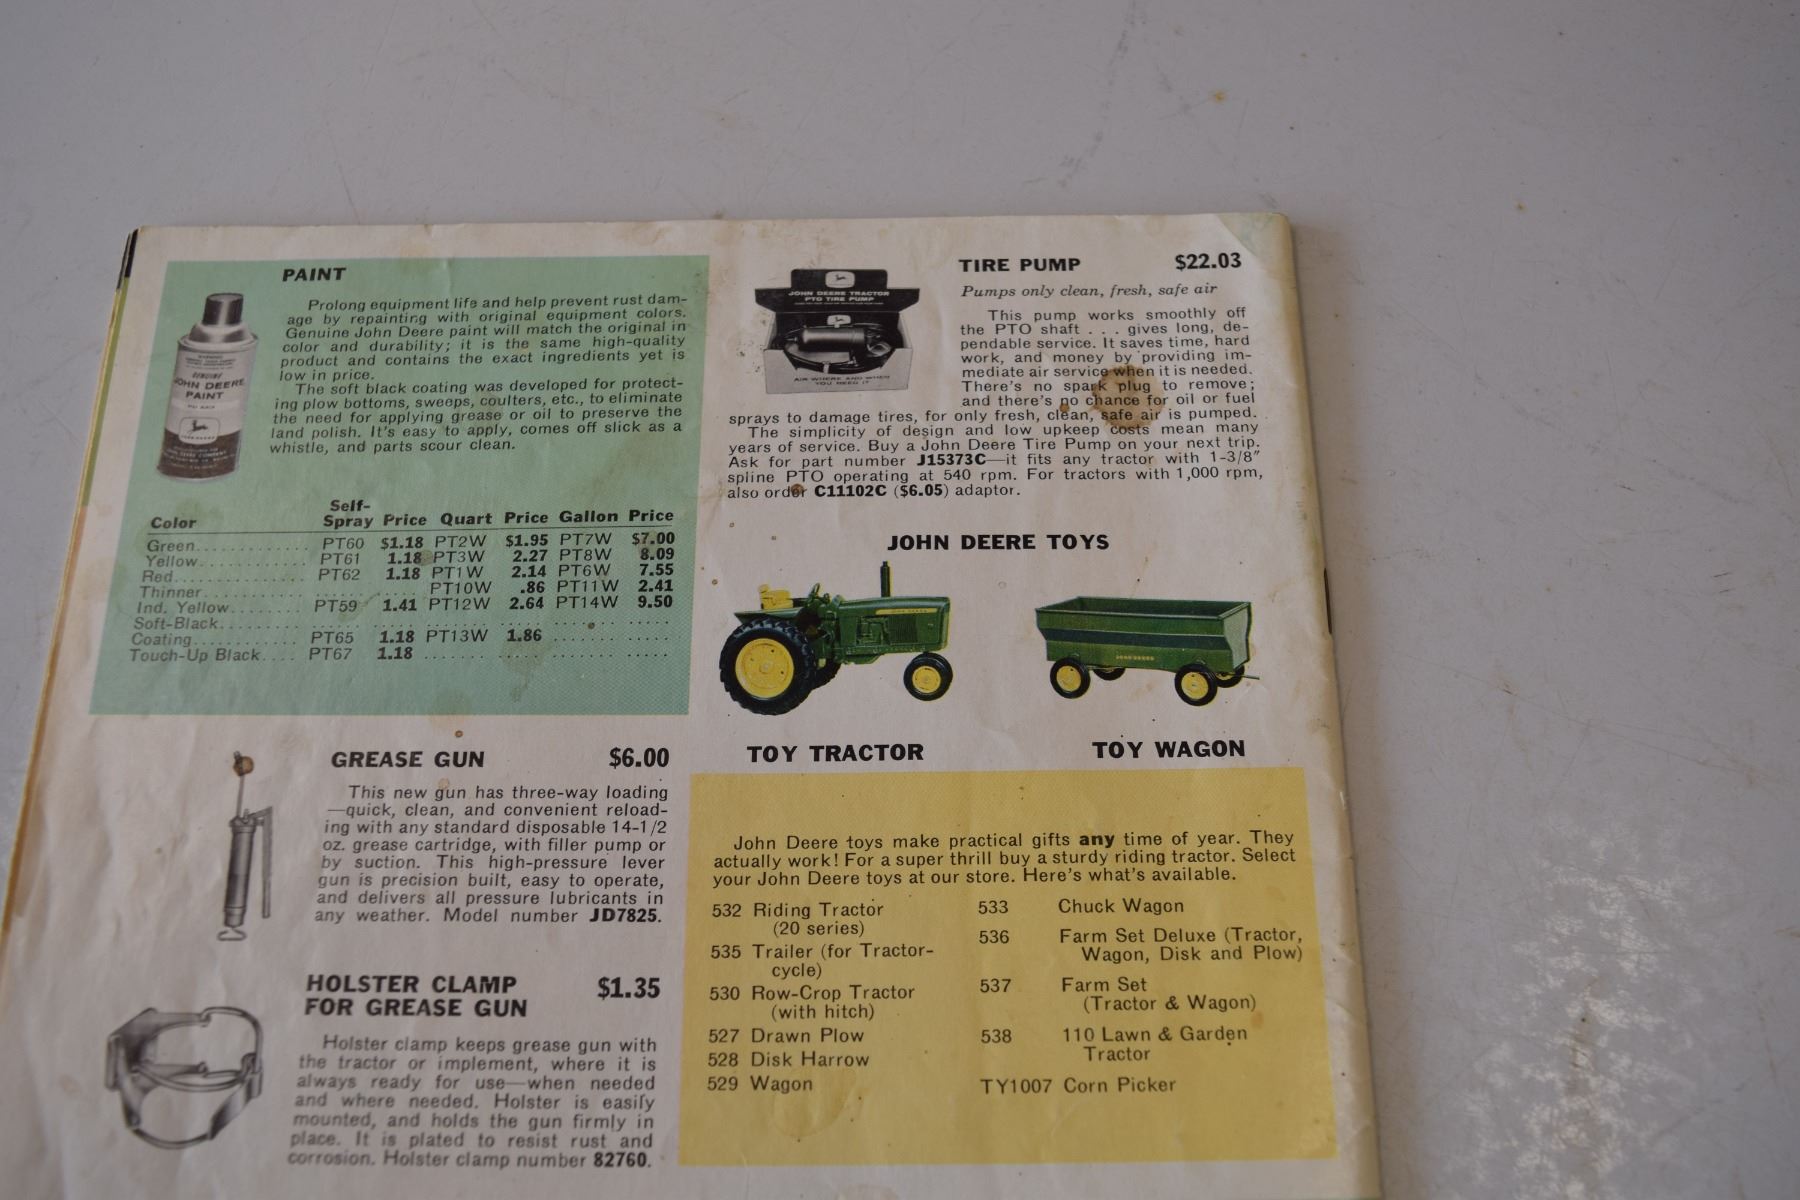 PAINT
Prolong equipment life and help prevent rust dam-
age by repainting with original equipment colors.
Genuine John Deere paint will match the original in
color and durability; it is the same high-quality
product and contains the exact ingredients yet is
low in price.
The soft black coating was developed for protect-
ing plow bottoms, sweeps, coulters, etc., to eliminate
the need for applying grease or oil to preserve the
land polish. It's easy to apply, comes off slick as a
whistle, and parts scour clean.
WARNING
GENUINE
JOHN DEERE
PAINT
Self-
Color Spray Price Quart Price Gallon Price
Green............. PT60 $1.18 PT2W $1.95 PT7W $7.00
Yellow............. PT61 1.18 PT3W 2.27 PT8W 8.09
Red............. PT62 1.18 PT1W 2.14 PT6W 7.55
Thinner............. PT10W .86 PT11W 2.41
Ind. Yellow......... PT59 1.41 PT12W 2.64 PT14W 9.50
Soft-Black.........
Coating............ PT65 1.18 PT13W 1.86 .............
Touch-Up Black.... PT67 1.18 .............
GREASE GUN $6.00
This new gun has three-way loading
—quick, clean, and convenient reload-
ing with any standard disposable 14-1/2
oz. grease cartridge, with filler pump or
by suction. This high-pressure lever
gun is precision built, easy to operate,
and delivers all pressure lubricants in
any weather. Model number JD7825.
HOLSTER CLAMP $1.35
FOR GREASE GUN
Holster clamp keeps grease gun with
the tractor or implement, where it is
always ready for use—when needed
and where needed. Holster is easily
mounted, and holds the gun firmly in
place. It is plated to resist rust and
corrosion. Holster clamp number 82760.
JOHN DEERE TRACTOR
PTO TIRE PUMP
AIR WHERE AND WHEN
YOU NEED IT
TIRE PUMP $22.03
Pumps only clean, fresh, safe air
This pump works smoothly off
the PTO shaft . . . gives long, de-
pendable service. It saves time, hard
work, and money by providing im-
mediate air service when it is needed.
There's no spark plug to remove;
and there's no chance for oil or fuel
sprays to damage tires, for only fresh, clean, safe air is pumped.
The simplicity of design and low upkeep costs mean many
years of service. Buy a John Deere Tire Pump on your next trip.
Ask for part number J15373C—it fits any tractor with 1-3/8"
spline PTO operating at 540 rpm. For tractors with 1,000 rpm,
also order C11102C ($6.05) adaptor.
JOHN DEERE TOYS
JOHN DEERE
TOY TRACTOR TOY WAGON
John Deere toys make practical gifts any time of year. They
actually work! For a super thrill buy a sturdy riding tractor. Select
your John Deere toys at our store. Here's what's available.
532 Riding Tractor
(20 series)
535 Trailer (for Tractor-
cycle)
530 Row-Crop Tractor
(with hitch)
527 Drawn Plow
528 Disk Harrow
529 Wagon
533 Chuck Wagon
536 Farm Set Deluxe (Tractor,
Wagon, Disk and Plow)
537 Farm Set
(Tractor & Wagon)
538 110 Lawn & Garden
Tractor
TY1007 Corn Picker